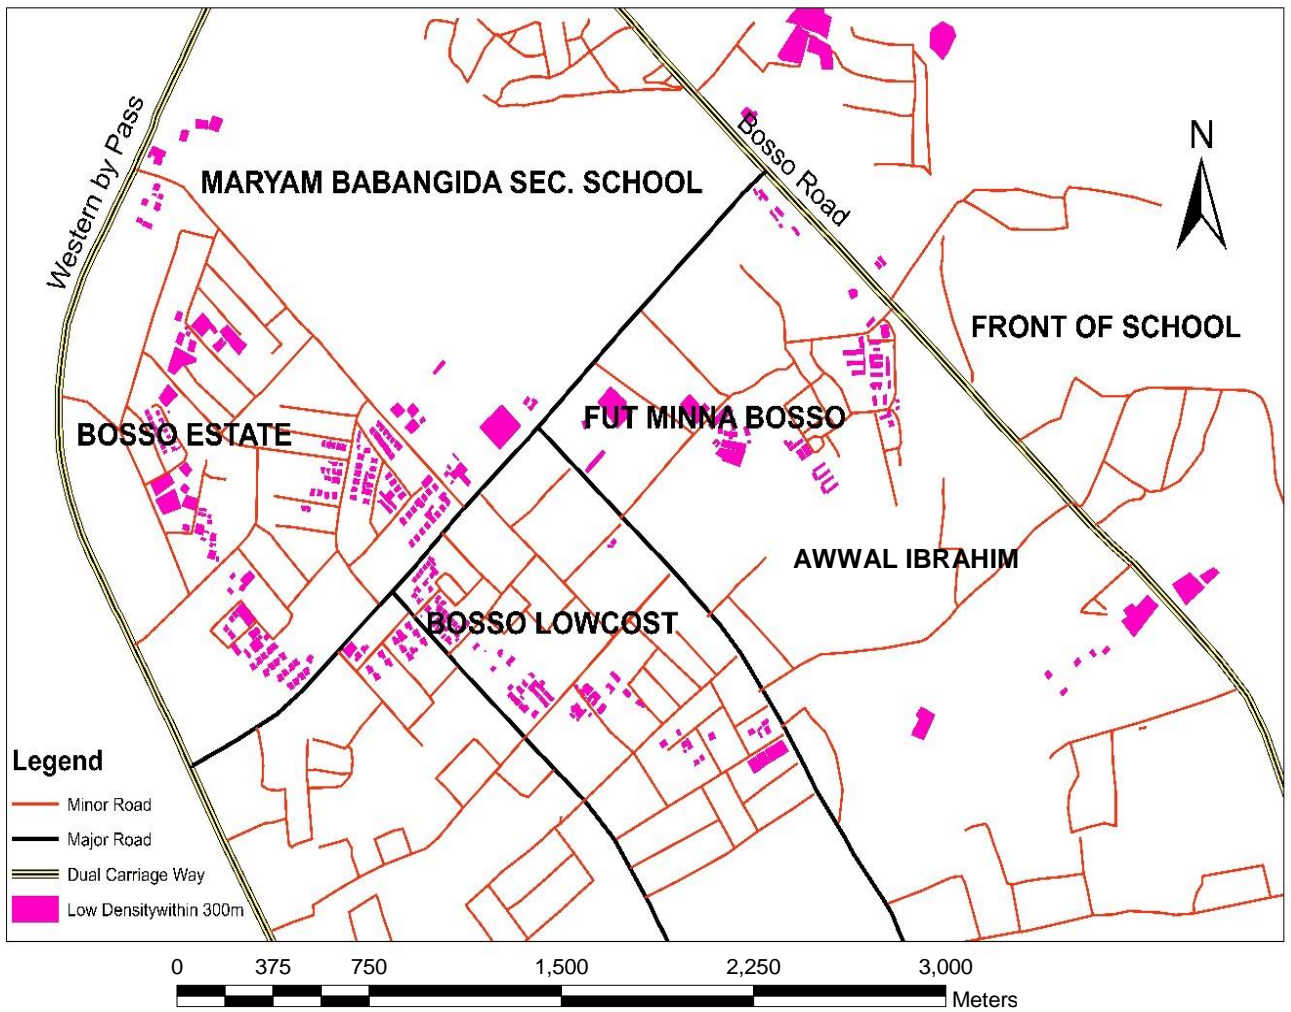 Western by Pass
Bosso Road
N
MARYAM BABANGIDA SEC. SCHOOL
FRONT OF SCHOOL
FUT MINNA BOSSO
BOSSO ESTATE
AWWAL IBRAHIM
BOSSO LOWCOST
Legend
Minor Road
Major Road
Dual Carriage Way
Low Densitywithin 300m
0 375 750 1,500 2,250 3,000
Meters